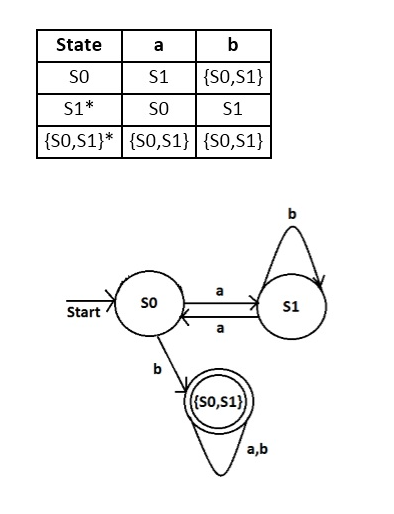 State a b
S0 S1 {S0,S1}
S1* S0 S1
{S0,S1}* {S0,S1} {S0,S1}
b
a
S0 S1
Start
a
b
{S0,S1}
a,b